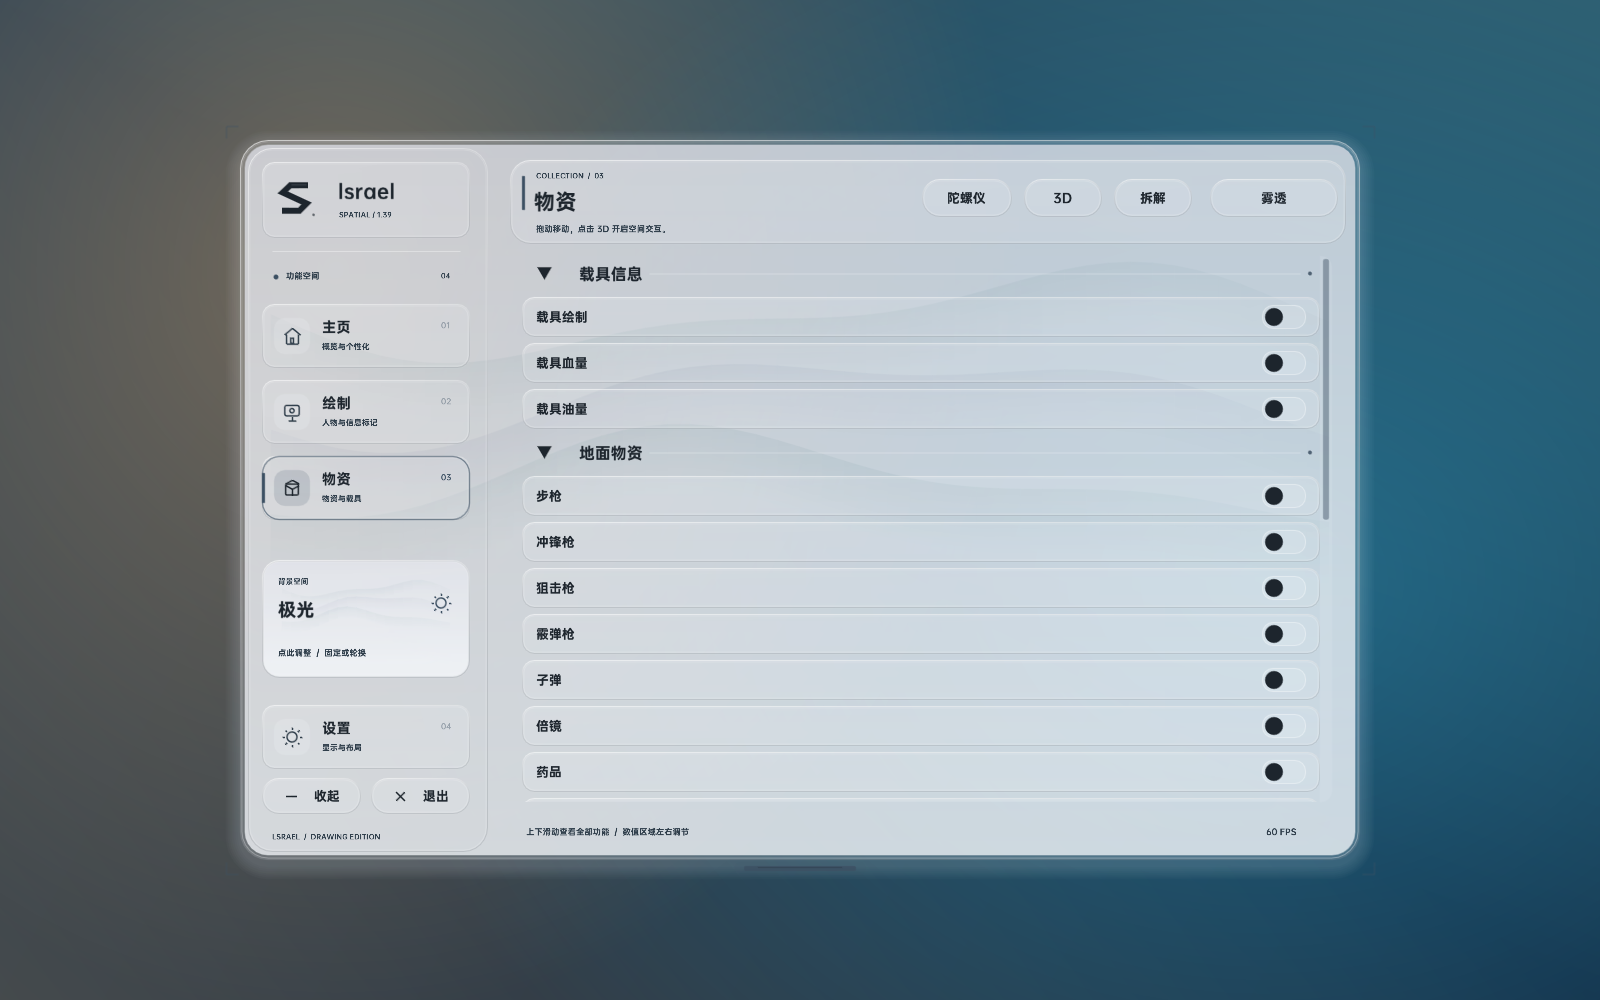 lsrael
SPATIAL / 1.39
功能空间
04
主页
01
概览与个性化
绘制
02
人物与信息标记
物资
03
物资与载具
背景空间
极光
点此调整 / 固定或轮换
设置
04
显示与布局
收起
退出
LSRAEL / DRAWING EDITION
COLLECTION / 03
物资
拖动移动，点击 3D 开启空间交互。
陀螺仪
3D
拆解
雾透
载具信息
载具绘制
载具血量
载具油量
地面物资
步枪
冲锋枪
狙击枪
霰弹枪
子弹
倍镜
药品
上下滑动查看全部功能 / 数值区域左右调节
60 FPS